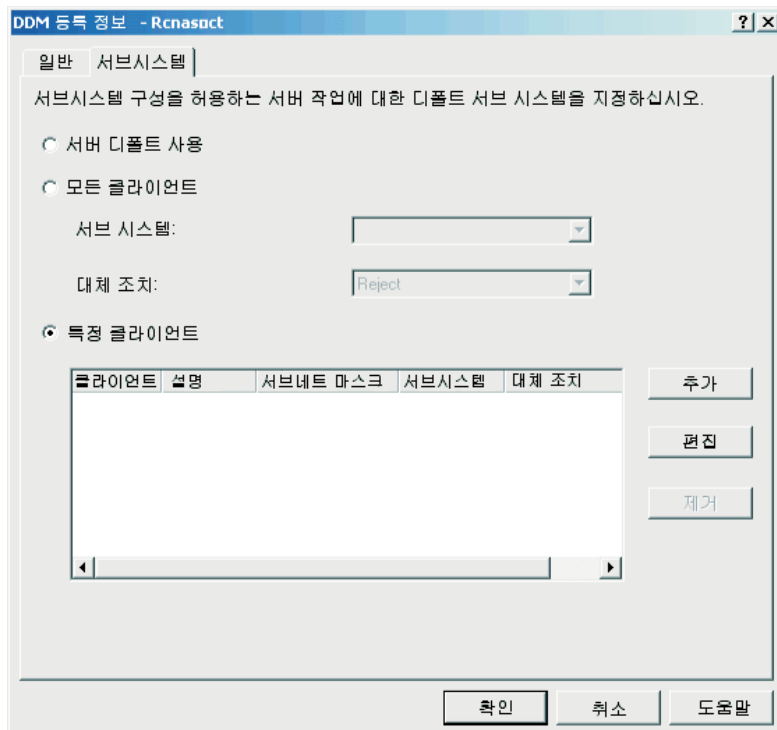 DDM 등록 정보 - Rcnasuct
일반 서브시스템
서브시스템 구성을 허용하는 서버 작업에 대한 디폴트 서브 시스템을 지정하십시오.
서버 디폴트 사용
모든 클라이언트
서브 시스템:
대체 조치: Reject
특정 클라이언트
클라이언트 설명 서브네트 마스크 서브시스템 대체 조치
추가
편집
제거
확인 취소 도움말